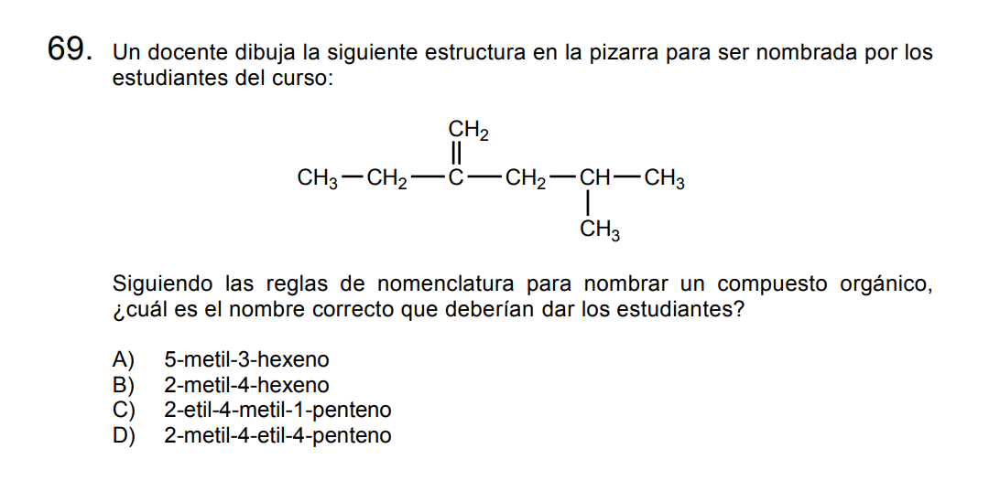 69. Un docente dibuja la siguiente estructura en la pizarra para ser nombrada por los
estudiantes del curso:
CH₂
CH₃—CH₂—C—CH₂—CH—CH₃
CH₃
Siguiendo las reglas de nomenclatura para nombrar un compuesto orgánico,
¿cuál es el nombre correcto que deberían dar los estudiantes?
A) 5-metil-3-hexeno
B) 2-metil-4-hexeno
C) 2-etil-4-metil-1-penteno
D) 2-metil-4-etil-4-penteno